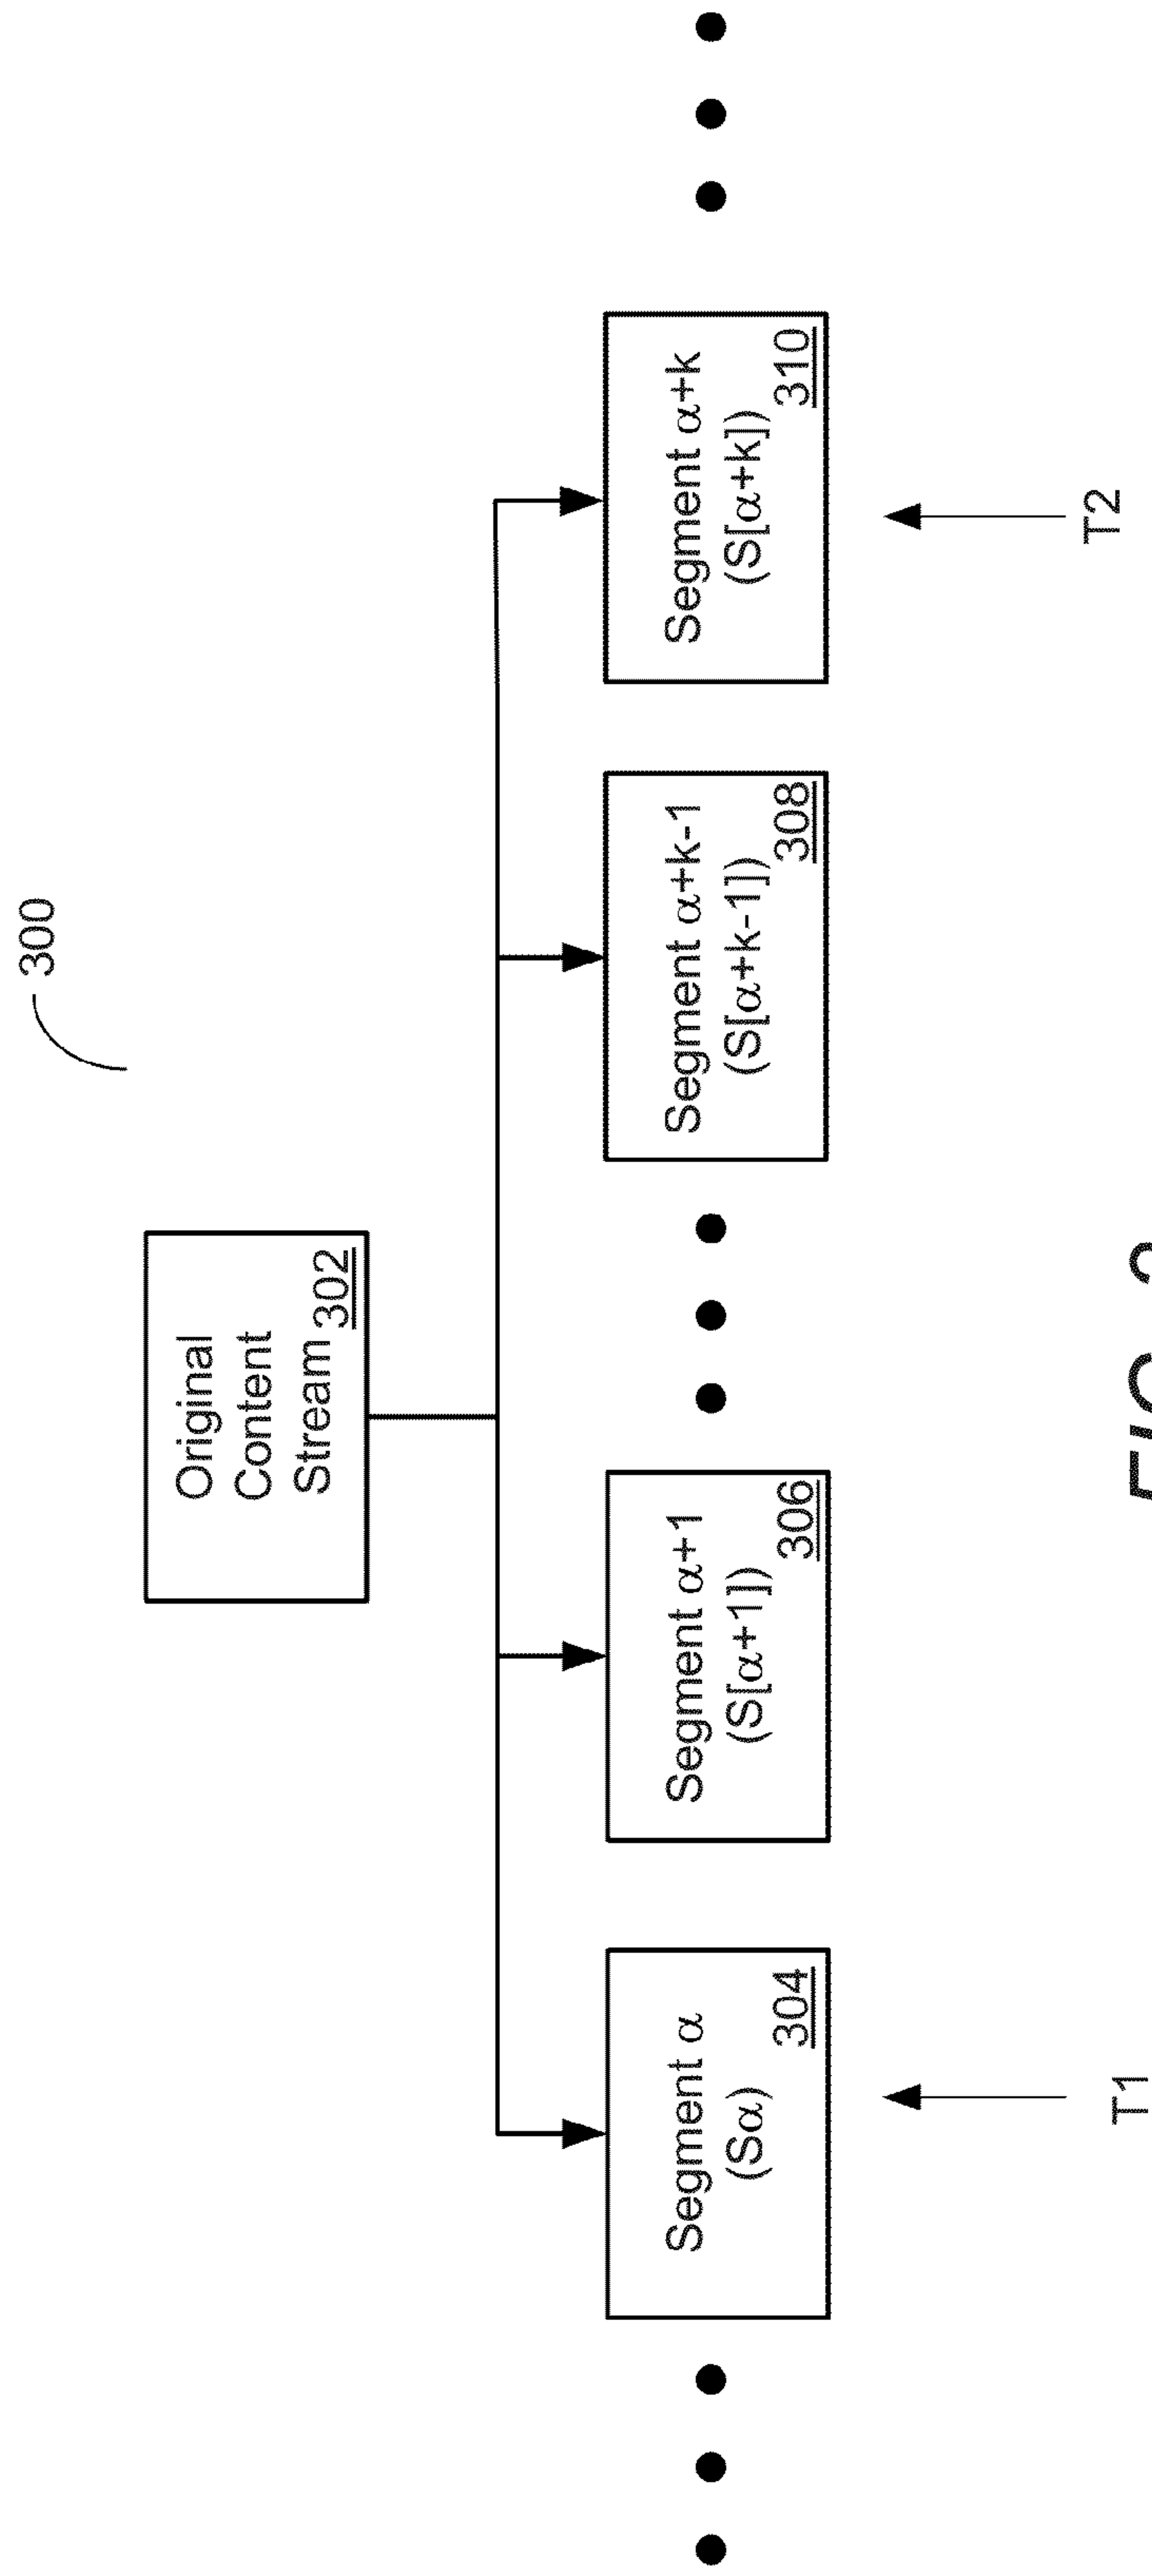 300
Original
Content
Stream 302
Segment α
(Sα)
304
Segment α+1
(S[α+1])
306
Segment α+k-1
(S[α+k-1])
308
Segment α+k
(S[α+k])
310
T1
T2